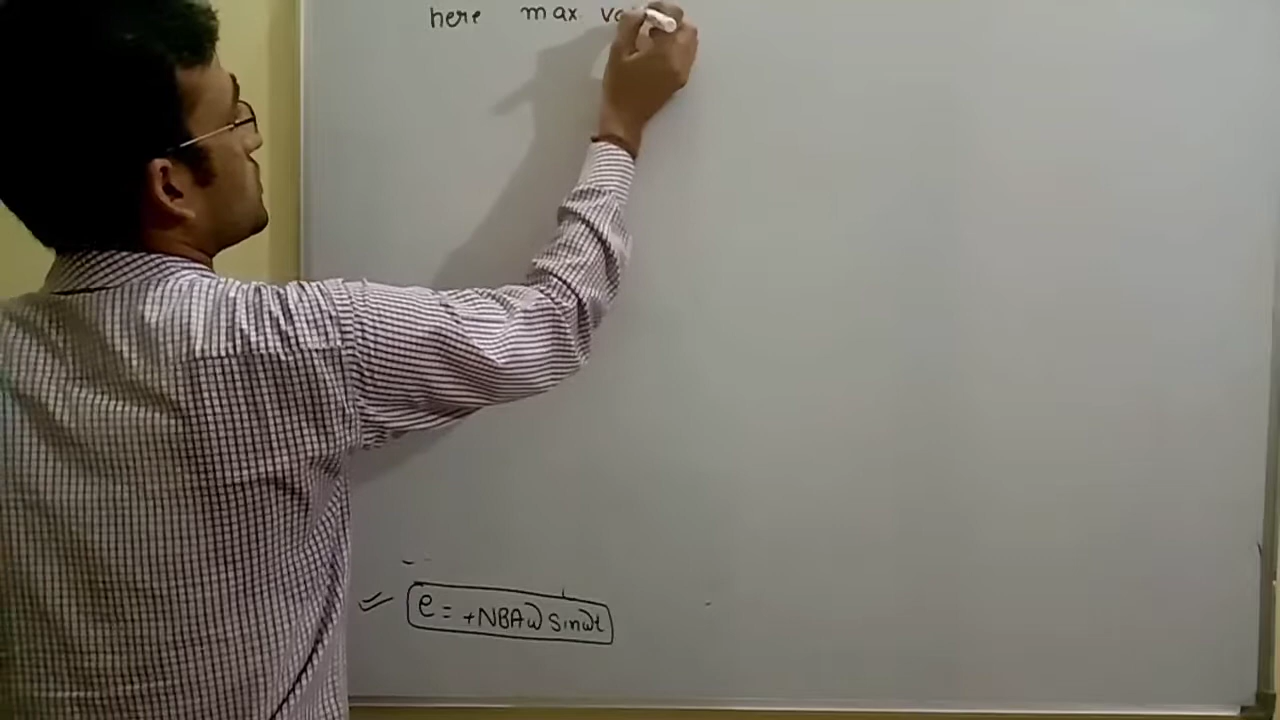 here max
e = +NBAω sinωt